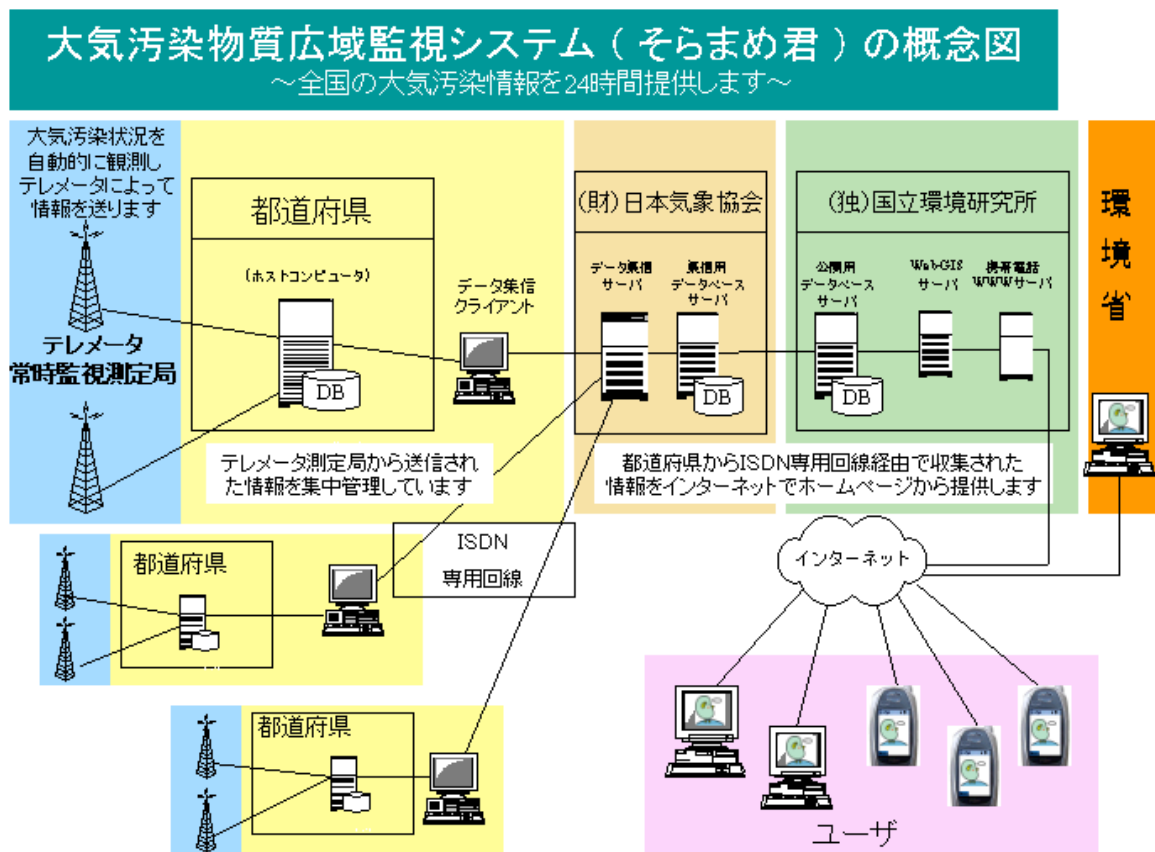 大気汚染物質広域監視システム（そらまめ君）の概念図
～全国の大気汚染情報を24時間提供します～
大気汚染状況を
自動的に観測し
テレメータによって
情報を送ります
テレメータ
常時監視測定局
都道府県
(ホストコンピュータ)
DB
データ集信
クライアント
テレメータ測定局から送信され
た情報を集中管理しています
(財)日本気象協会
データ集信
サーバ
集信用
データベース
サーバ
DB
(独)国立環境研究所
公開用
データベース
サーバ
DB
Web-GIS
サーバ
携帯電話
WWWサーバ
都道府県からISDN専用回線経由で収集された
情報をインターネットでホームページから提供します
環
境
省
都道府県
ISDN
専用回線
インターネット
都道府県
ユーザ